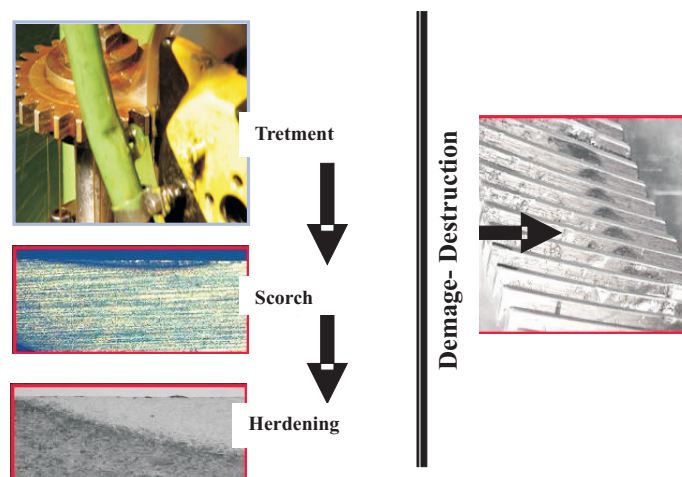 Tretment
Scorch
Herdening
Demage- Destruction